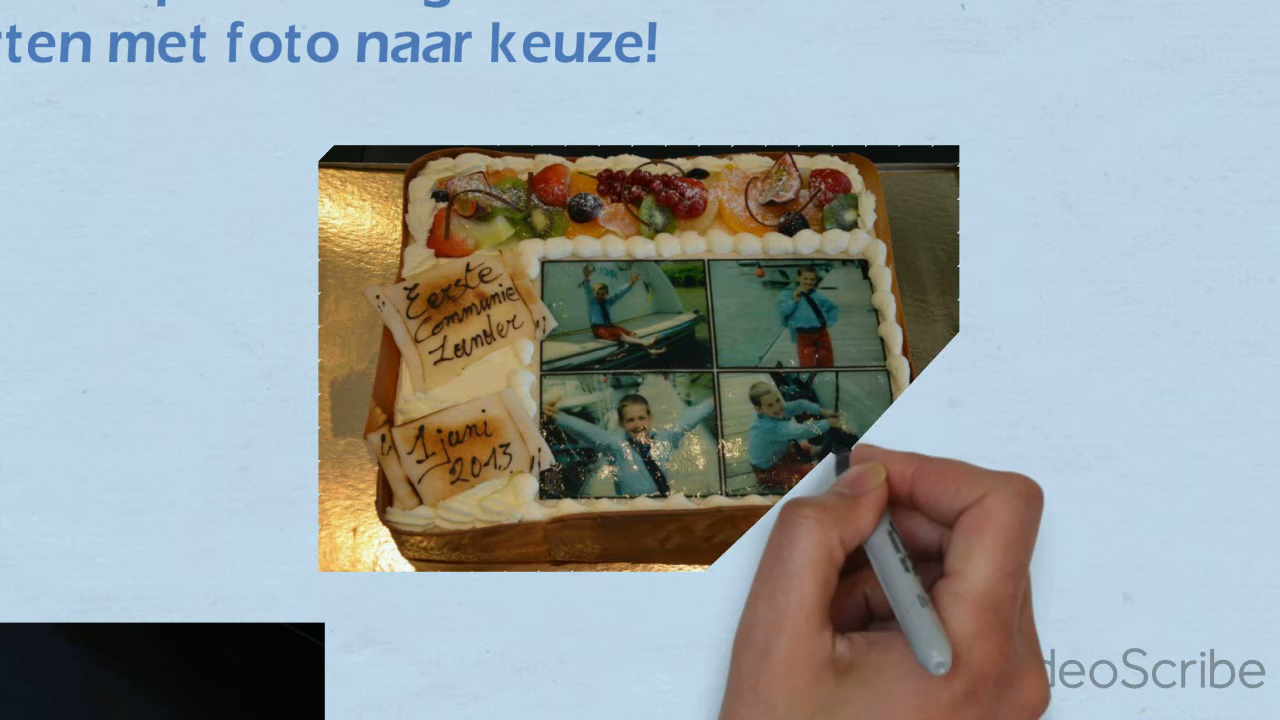 rten met foto naar keuze!
Eerste
Communie
Lander
1 juni
2013
deoScribe